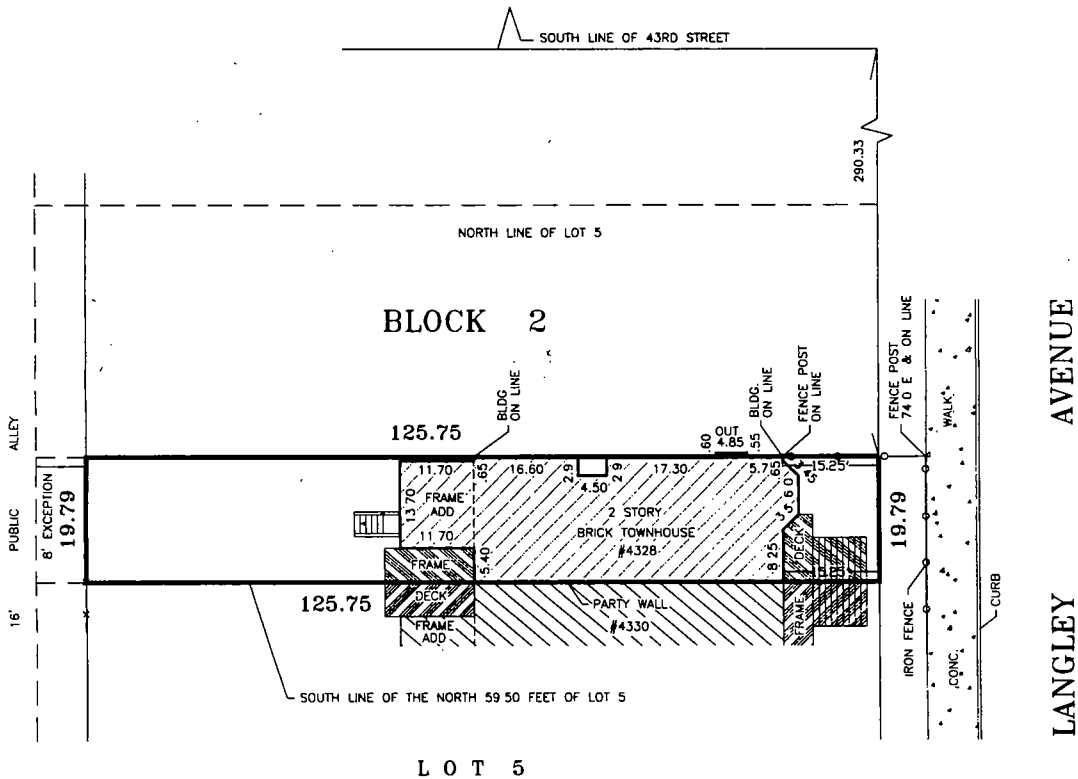 SOUTH LINE OF 43RD STREET
290.33
NORTH LINE OF LOT 5
BLOCK 2
AVENUE
LANGLEY
BLDG
ON LINE
BLDG.
ON LINE
FENCE POST
ON LINE
FENCE POST
.74 0 E & ON LINE
WALK
CONC.
CURB
IRON FENCE
ALLEY
PUBLIC
16'
8' EXCEPTION
19.79
125.75
.60
OUT
4.85
.55
11.70
.65
16.60
2.9
4.50'
2.9
17.30
5.7
.65
15.25'
13.70
FRAME
ADD
11.70
5.60
2 STORY
BRICK TOWNHOUSE
#4328
19.79
FRAME
5.40
8.25
DECK
125.75
DECK
FRAME
ADD
PARTY WALL
#4330
FRAME
SOUTH LINE OF THE NORTH 59 50 FEET OF LOT 5
LOT 5